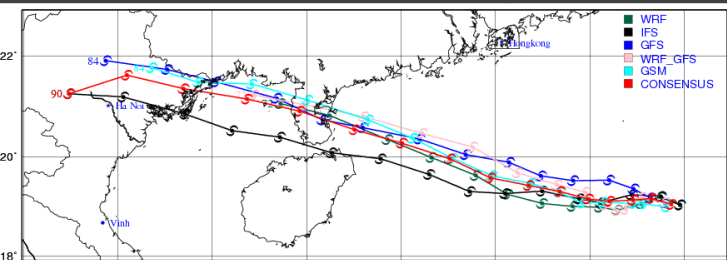 WRF
IFS
GFS
WRF_GFS
GSM
CONSENSUS
Hongkong
22°
84
90
Ha Noi
20°
Vinh
18°